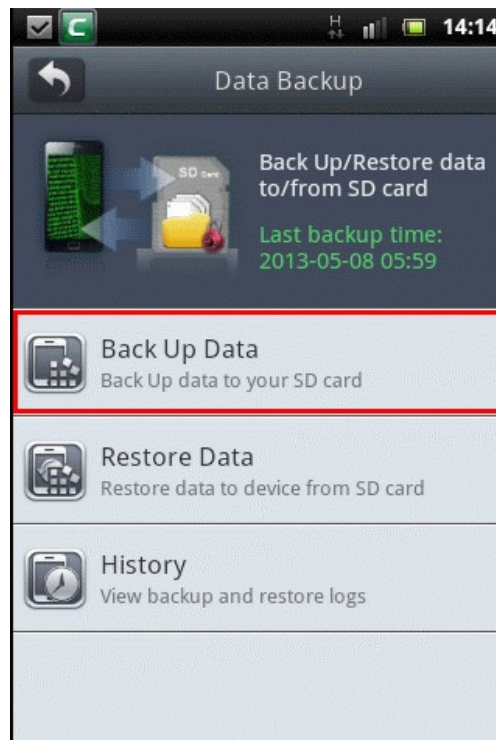 C
H
14:14
Data Backup
SD Card
Back Up/Restore data
to/from SD card
Last backup time:
2013-05-08 05:59
Back Up Data
Back Up data to your SD card
Restore Data
Restore data to device from SD card
History
View backup and restore logs